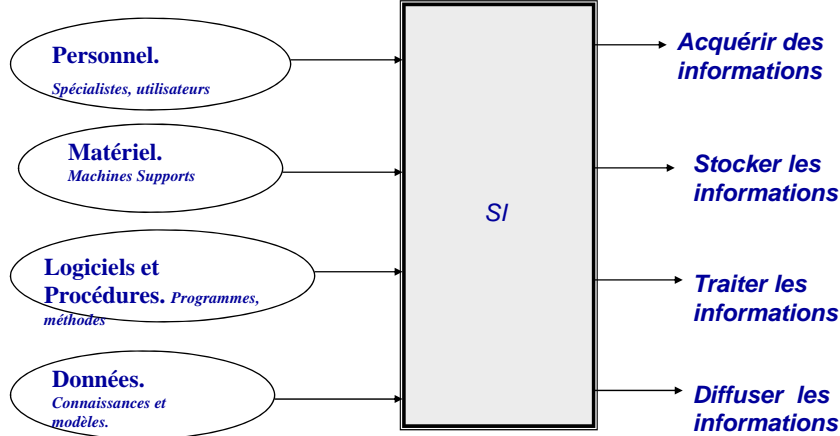 Personnel.
Spécialistes, utilisateurs
Matériel.
Machines Supports
Logiciels et
Procédures. Programmes,
méthodes
Données.
Connaissances et
modèles.
SI
Acquérir des
informations
Stocker les
informations
Traiter les
informations
Diffuser les
informations